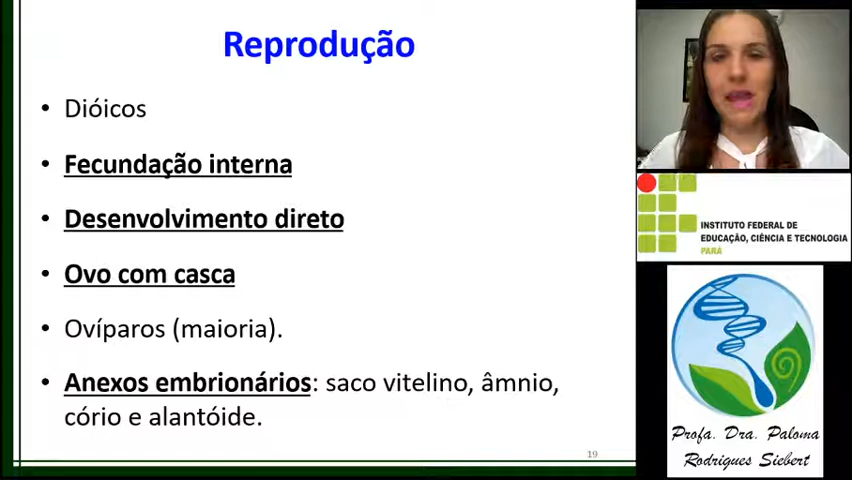 Reprodução
• Dióicos
• Fecundação interna
• Desenvolvimento direto
• Ovo com casca
• Ovíparos (maioria).
• Anexos embrionários: saco vitelino, âmnio,
cório e alantóide.
19
INSTITUTO FEDERAL DE
EDUCAÇÃO, CIÊNCIA E TECNOLOGIA
PARÁ
Profa. Dra. Paloma
Rodrigues Siebert